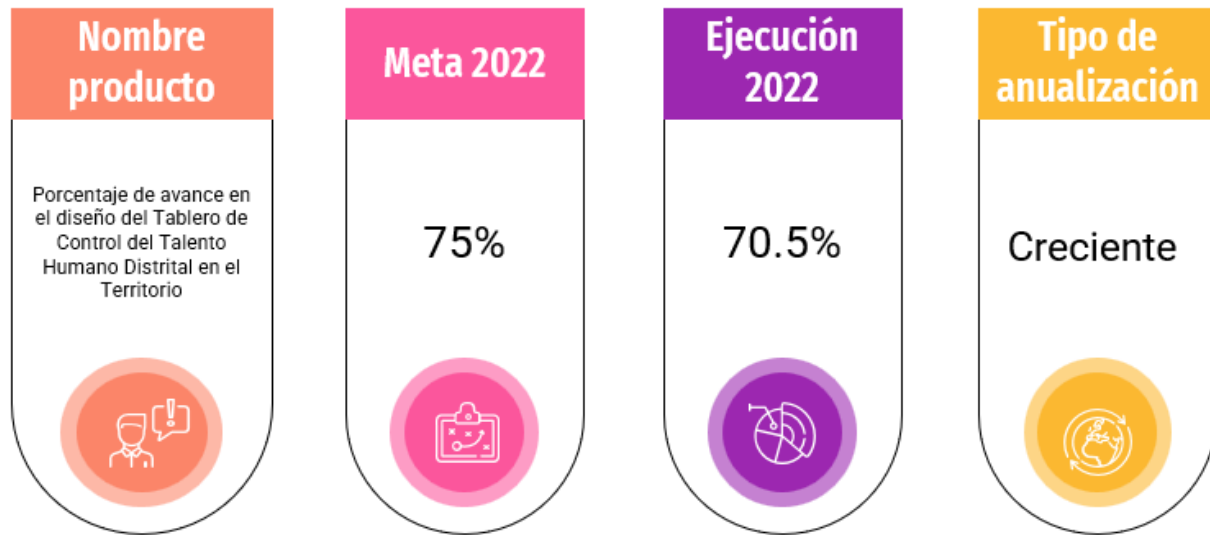 Nombre
producto
Porcentaje de avance en
el diseño del Tablero de
Control del Talento
Humano Distrital en el
Territorio
Meta 2022
75%
Ejecución
2022
70.5%
Tipo de
anualización
Creciente